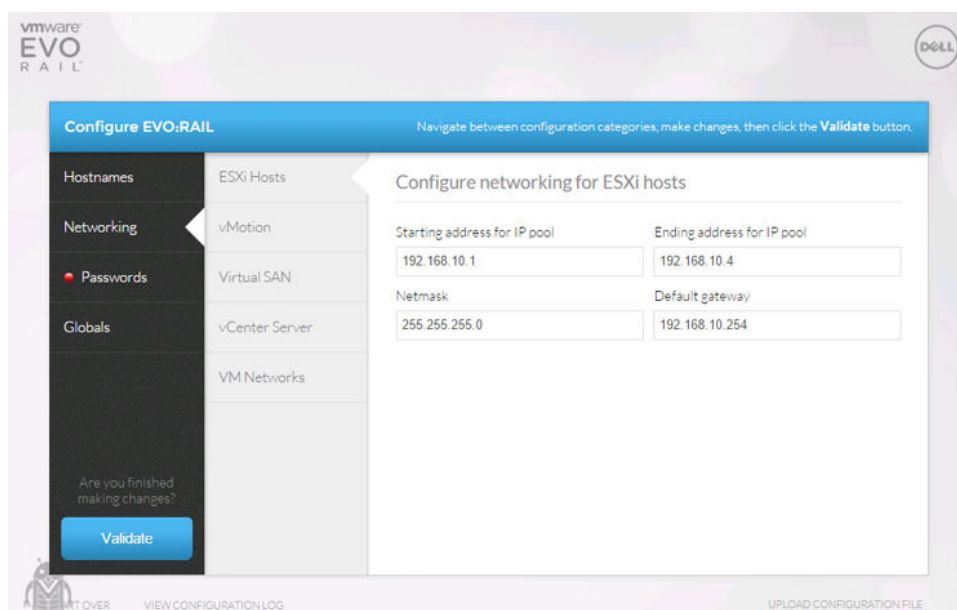 vmware
EVO
RAIL
DELL
Configure EVO:RAIL
Navigate between configuration categories, make changes, then click the Validate button.
Hostnames
Networking
Passwords
Globals
Are you finished
making changes?
Validate
ESXi Hosts
vMotion
Virtual SAN
vCenter Server
VM Networks
Configure networking for ESXi hosts
Starting address for IP pool
Ending address for IP pool
192.168.10.1
192.168.10.4
Netmask
Default gateway
255.255.255.0
192.168.10.254
OVER
VIEW CONFIGURATION LOG
UPLOAD CONFIGURATION FILE